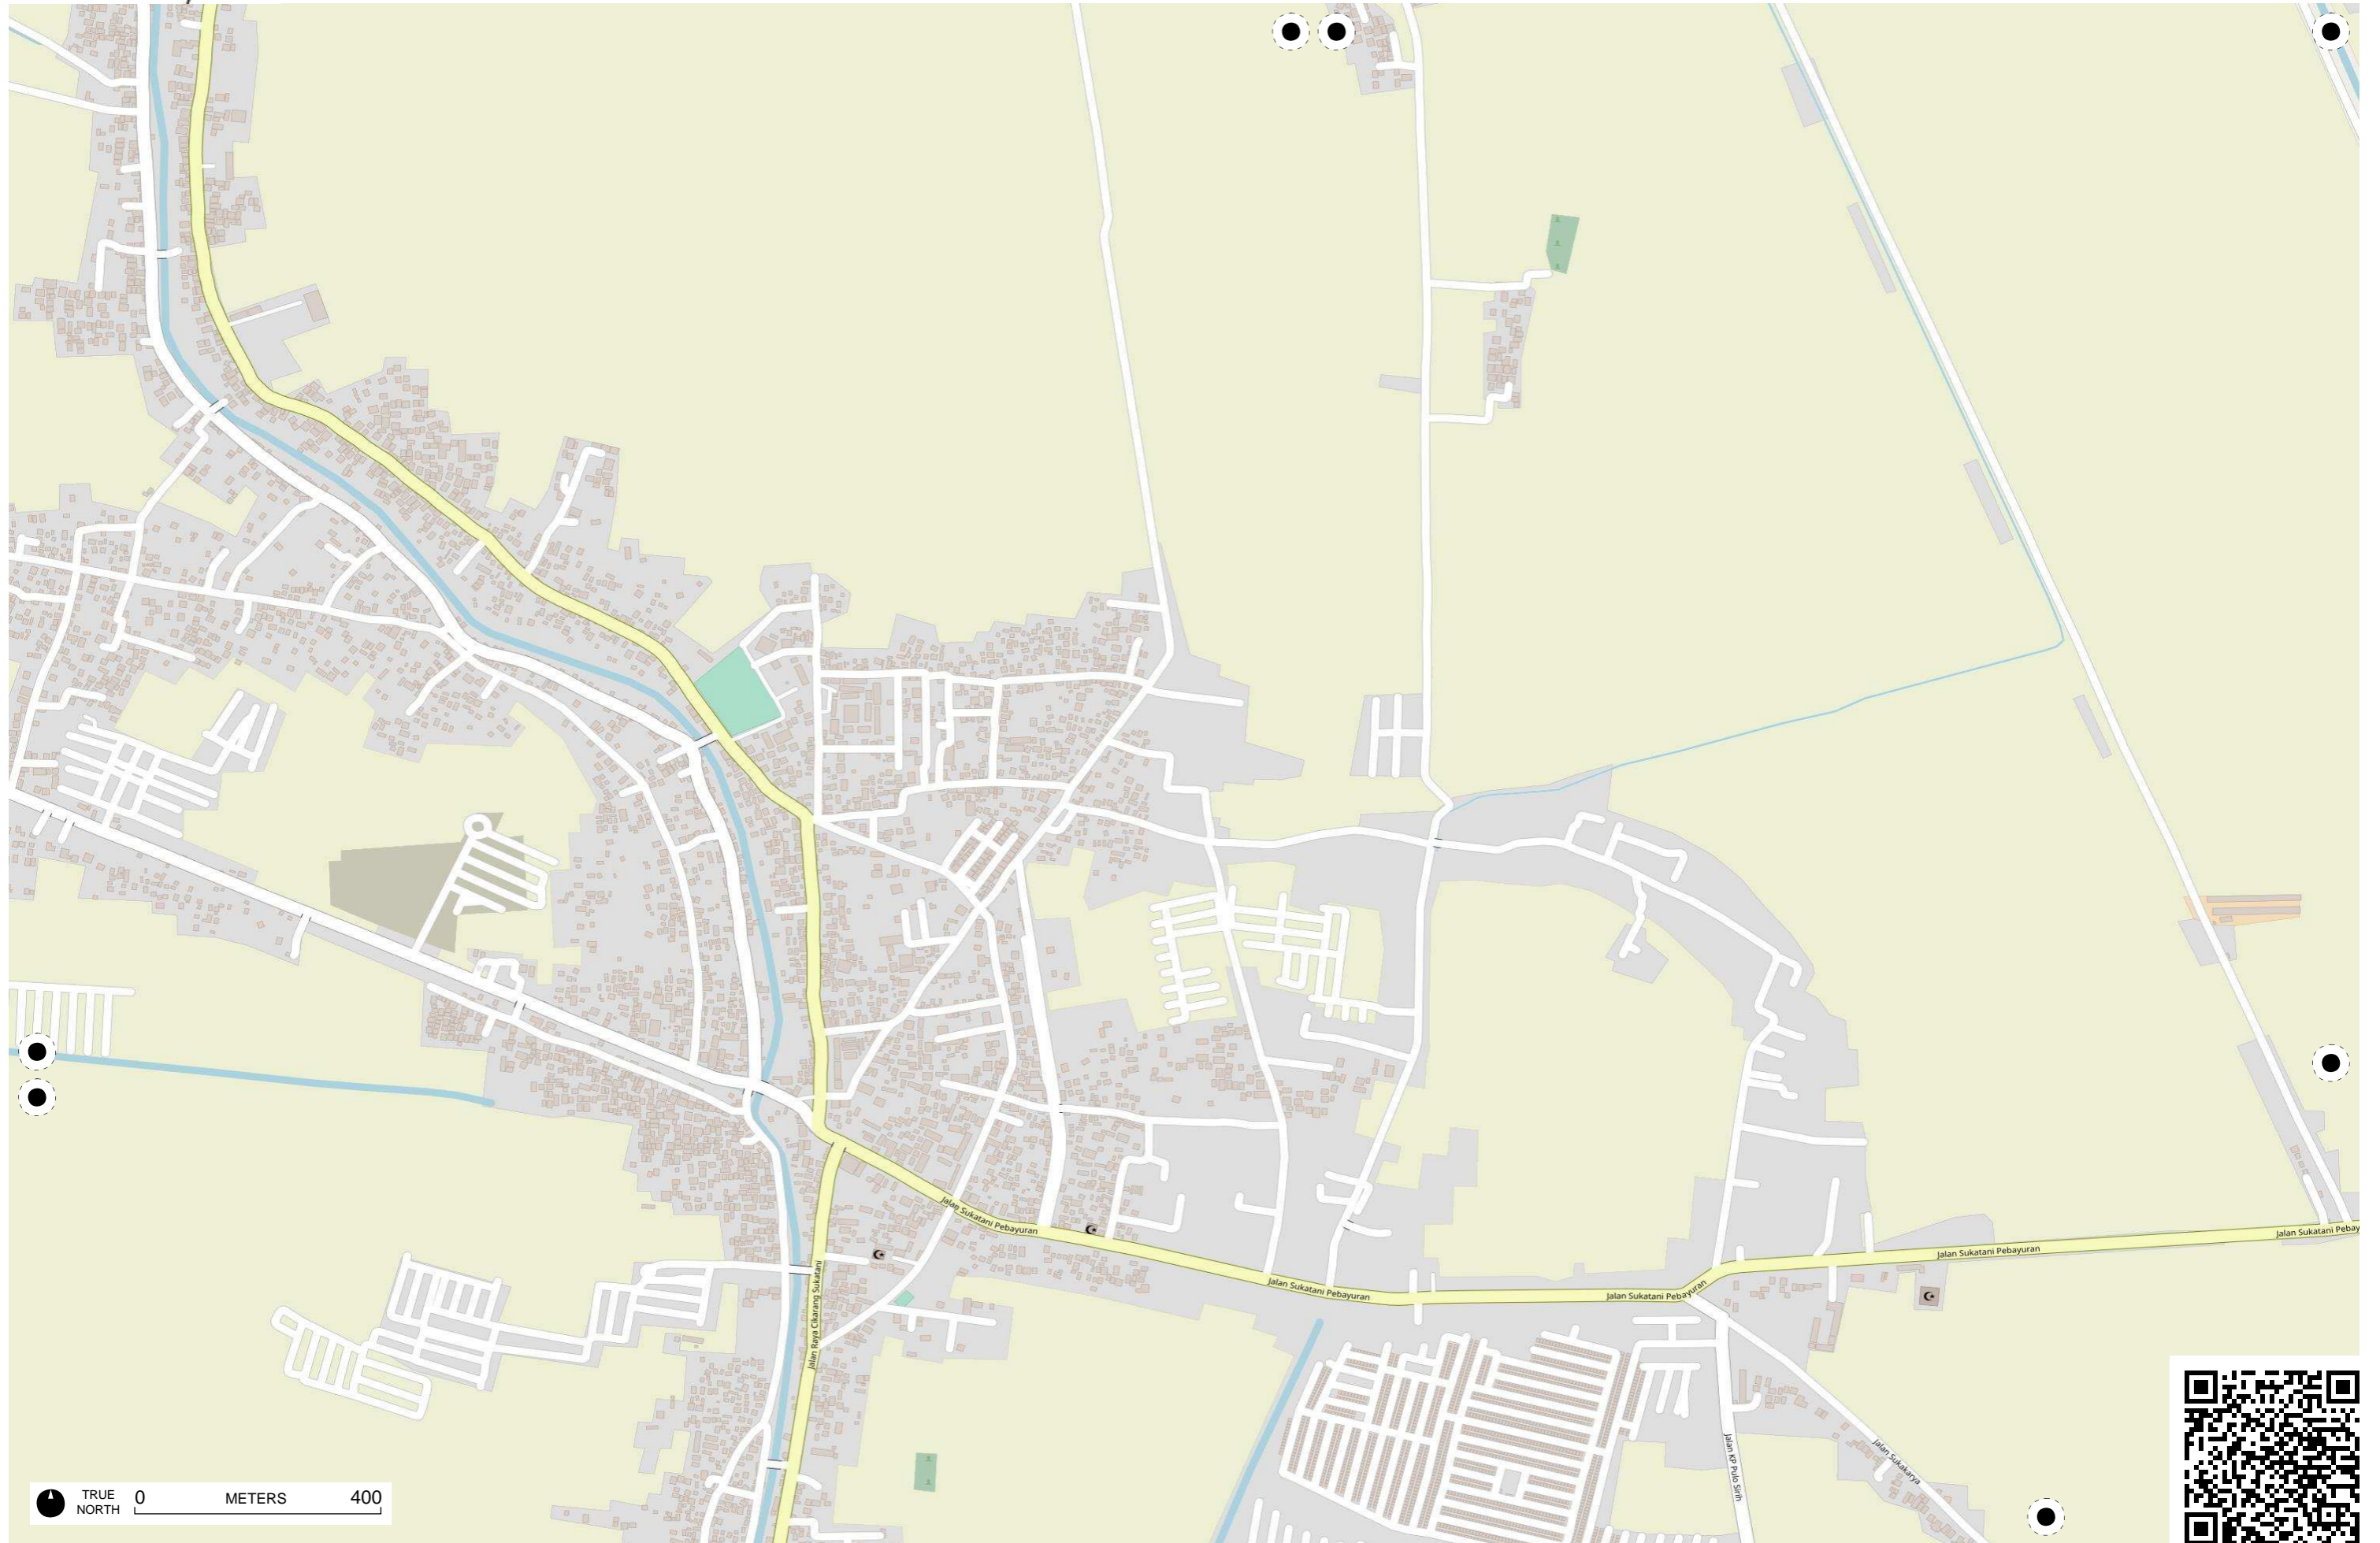 Jalan Sukatani Pebayuran
Jalan Sukatani Pebayuran
Jalan Sukatani Pebayuran
Jalan Sukatani Pebayuran
Jalan Sukatani Pebay
Jalan Raya Cikarang Sukatani
Jalan KP Pulo Sirih
Jalan Sukakarya
TRUE NORTH
0 METERS 400